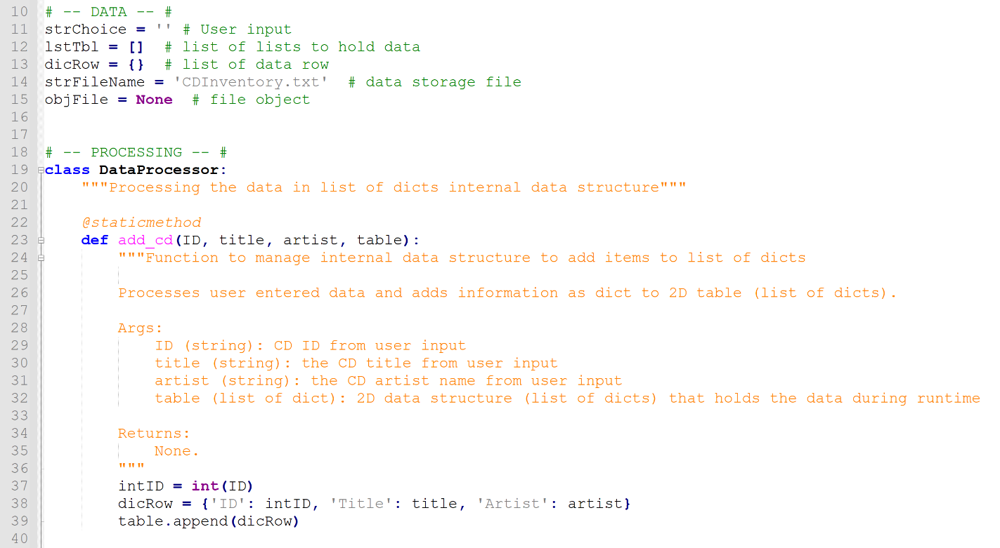 10 # -- DATA -- #
11 strChoice = '' # User input
12 lstTbl = []  # list of lists to hold data
13 dicRow = {}  # list of data row
14 strFileName = 'CDInventory.txt'  # data storage file
15 objFile = None  # file object
16
17
18 # -- PROCESSING -- #
19 class DataProcessor:
20     """Processing the data in list of dicts internal data structure"""
21
22     @staticmethod
23     def add_cd(ID, title, artist, table):
24         """Function to manage internal data structure to add items to list of dicts
25
26         Processes user entered data and adds information as dict to 2D table (list of dicts).
27
28         Args:
29             ID (string): CD ID from user input
30             title (string): the CD title from user input
31             artist (string): the CD artist name from user input
32             table (list of dict): 2D data structure (list of dicts) that holds the data during runtime
33
34         Returns:
35             None.
36         """
37         intID = int(ID)
38         dicRow = {'ID': intID, 'Title': title, 'Artist': artist}
39         table.append(dicRow)
40